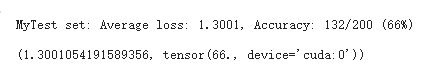 MyTest set: Average loss: 1.3001, Accuracy: 132/200 (66%)
(1.3001054191589356, tensor(66., device='cuda:0'))